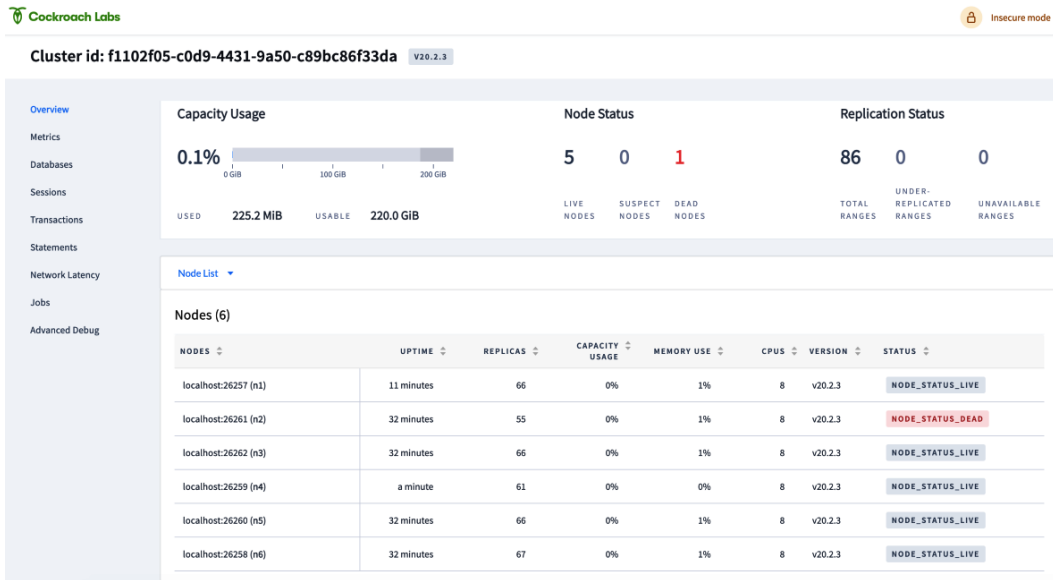 Cockroach Labs
Insecure mode
Cluster id: f1102f05-c0d9-4431-9a50-c89bc86f33da V20.2.3
Overview
Metrics
Databases
Sessions
Transactions
Statements
Network Latency
Jobs
Advanced Debug
Capacity Usage
0.1%
0 GiB 100 GiB 200 GiB
USED 225.2 MiB USABLE 220.0 GiB
Node Status
5 0 1
LIVE NODES SUSPECT NODES DEAD NODES
Replication Status
86 0 0
TOTAL RANGES UNDER-REPLICATED RANGES UNAVAILABLE RANGES
Node List
Nodes (6)
NODES UPTIME REPLICAS CAPACITY USAGE MEMORY USE CPUS VERSION STATUS
localhost:26257 (n1) 11 minutes 66 0% 1% 8 v20.2.3 NODE_STATUS_LIVE
localhost:26261 (n2) 32 minutes 55 0% 1% 8 v20.2.3 NODE_STATUS_DEAD
localhost:26262 (n3) 32 minutes 66 0% 1% 8 v20.2.3 NODE_STATUS_LIVE
localhost:26259 (n4) a minute 61 0% 0% 8 v20.2.3 NODE_STATUS_LIVE
localhost:26260 (n5) 32 minutes 66 0% 1% 8 v20.2.3 NODE_STATUS_LIVE
localhost:26258 (n6) 32 minutes 67 0% 1% 8 v20.2.3 NODE_STATUS_LIVE